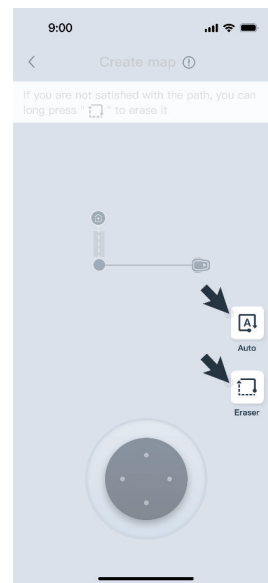 9:00
Create map
If you are not satisfied with the path, you can
long press " " to erase it
A
Auto
Eraser